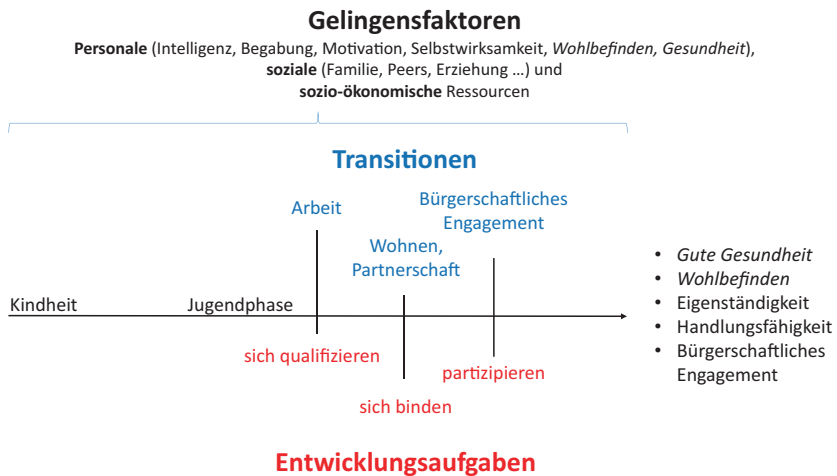 Gelingensfaktoren
Personale (Intelligenz, Begabung, Motivation, Selbstwirksamkeit, Wohlbefinden, Gesundheit),
soziale (Familie, Peers, Erziehung ...) und
sozio-ökonomische Ressourcen
Transitionen
Arbeit
Bürgerschaftliches
Engagement
Wohnen,
Partnerschaft
Kindheit
Jugendphase
sich qualifizieren
partizipieren
sich binden
• Gute Gesundheit
• Wohlbefinden
• Eigenständigkeit
• Handlungsfähigkeit
• Bürgerschaftliches
Engagement
Entwicklungsaufgaben